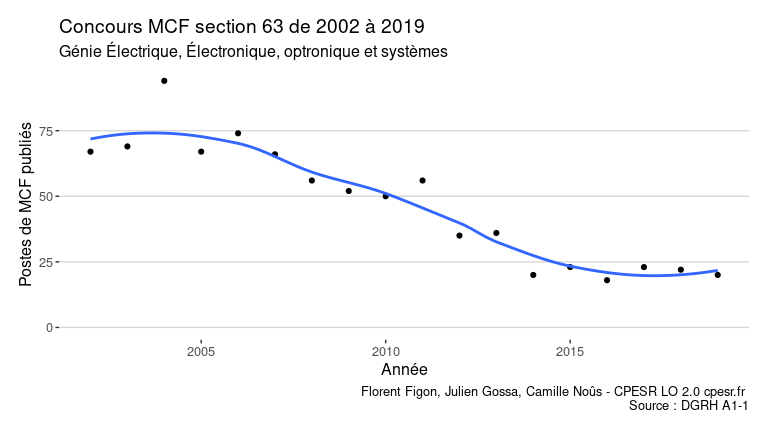 Concours MCF section 63 de 2002 à 2019
Génie Électrique, Électronique, optronique et systèmes
Postes de MCF publiés
75
50
25
0
2005
2010
2015
Année
Florent Figon, Julien Gossa, Camille Noûs - CPESR LO 2.0 cpesr.fr
Source : DGRH A1-1